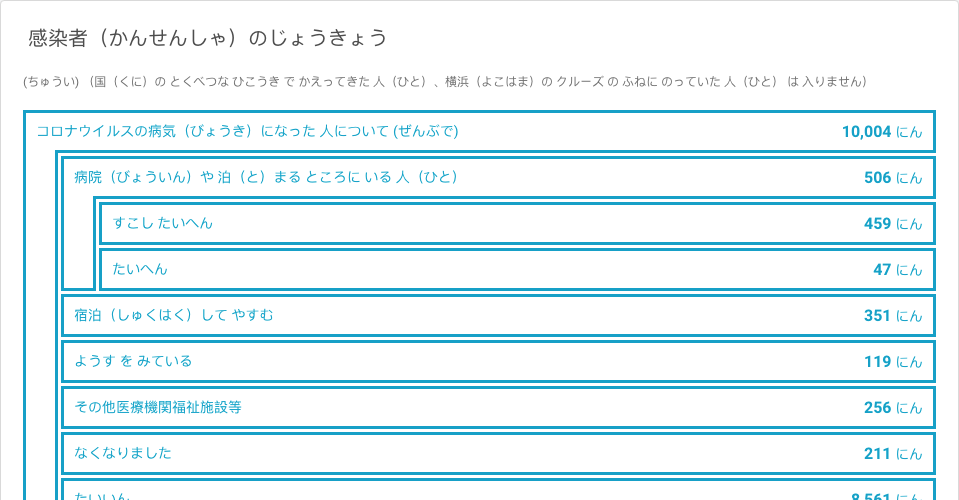 感染者（かんせんしゃ）のじょうきょう
(ちゅうい) （国（くに）の とくべつな ひこうき で かえってきた 人（ひと）、横浜（よこはま）の クルーズ の ふねに のっていた 人（ひと） は 入りません）
コロナウイルスの病気（びょうき）になった 人について (ぜんぶで) 10,004 にん
病院（びょういん）や 泊（と）まる ところに いる 人（ひと） 506 にん
すこし たいへん 459 にん
たいへん 47 にん
宿泊（しゅくはく）して やすむ 351 にん
ようす を みている 119 にん
その他医療機関福祉施設等 256 にん
なくなりました 211 にん
たいいん 8,561 にん